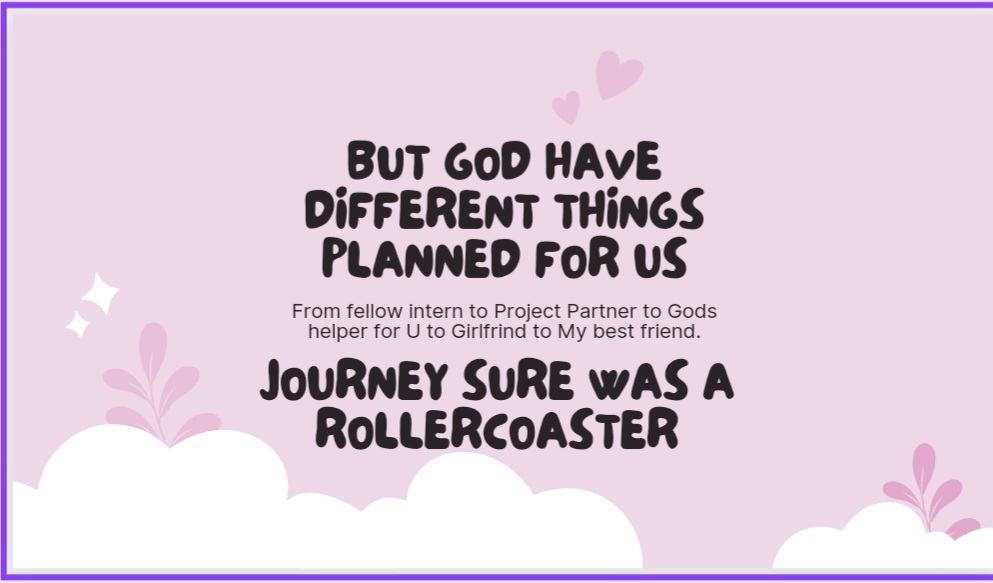 BUT GOD HAVE
DIFFERENT THINGS
PLANNED FOR US
From fellow intern to Project Partner to Gods
helper for U to Girlfrind to My best friend.
JOURNEY SURE WAS A
ROLLERCOASTER